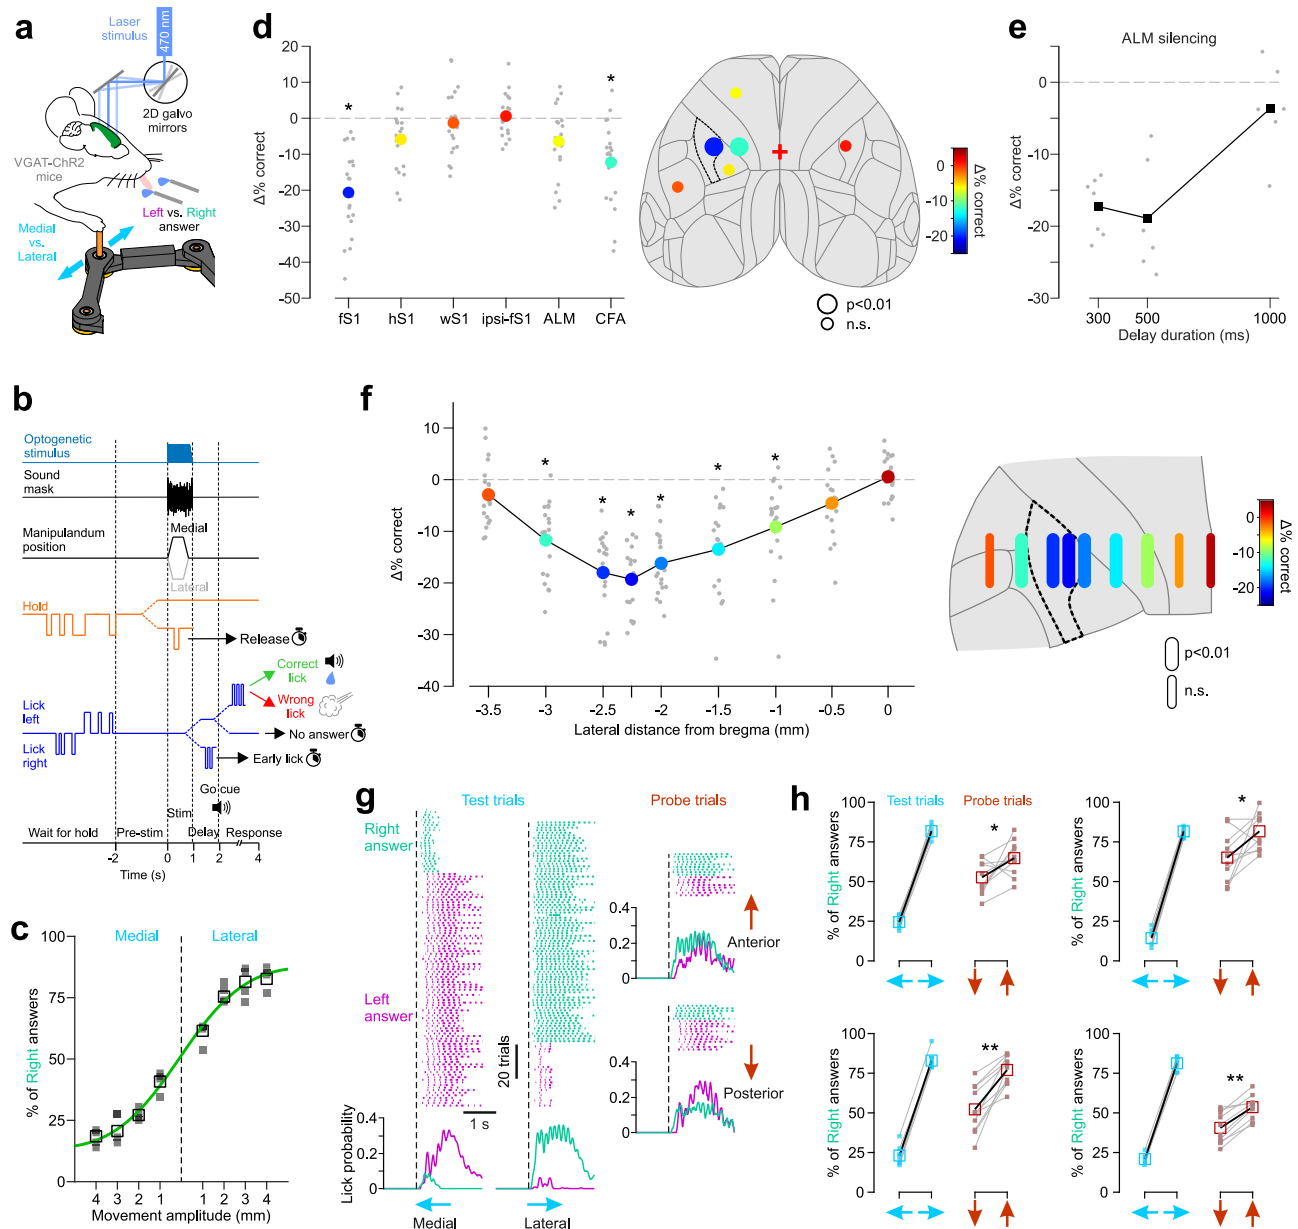 a
Laser
stimulus
470 nm
2D galvo
mirrors
VGAT-ChR2
mice
Left vs. Right
answer
Medial
vs.
Lateral
b
Optogenetic
stimulus
Sound
mask
Manipulandum
position
Medial
Lateral
Hold
Release
Correct
lick
Wrong
lick
Lick
left
No answer
Lick
right
Early lick
Go cue
Stim
Wait for hold
Pre-stim
Delay
Response
-2
0
1
2
4
Time (s)
c
Medial
Lateral
100
75
50
25
0
% of Right answers
4
3
2
1
1
2
3
4
Movement amplitude (mm)
d
20
10
0
-10
-20
-30
-40
-50
Δ% correct
*
*
fS1
hS1
wS1
ipsi-fS1
ALM
CFA
0
-10
-20
Δ% correct
p<0.01
n.s.
e
ALM silencing
0
-10
-20
-30
Δ% correct
300
500
1000
Delay duration (ms)
f
10
0
-10
-20
-30
-40
Δ% correct
*
*
*
*
*
*
-3.5
-3
-2.5
-2
-1.5
-1
-0.5
0
Lateral distance from bregma (mm)
0
-10
-20
Δ% correct
p<0.01
n.s.
g
Test trials
Probe trials
Right
answer
Left
answer
20 trials
1 s
0.4
0.2
0
Lick probability
Medial
Lateral
0.4
0.2
0
Anterior
0.4
0.2
0
Posterior
h
Test trials
Probe trials
100
75
50
25
0
% of Right answers
*
100
75
50
25
0
% of Right answers
*
100
75
50
25
0
% of Right answers
**
100
75
50
25
0
% of Right answers
**